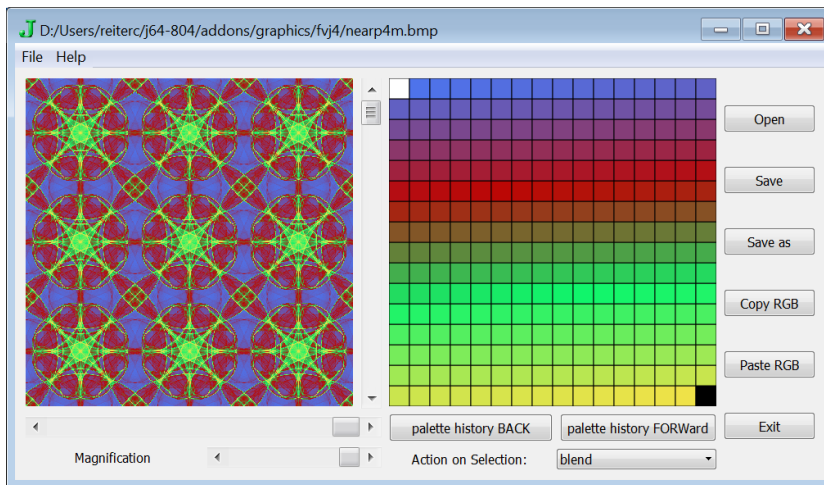 J D:/Users/reiterc/j64-804/addons/graphics/fvj4/nearp4m.bmp
File Help
Open
Save
Save as
Copy RGB
Paste RGB
palette history BACK palette history FORWard Exit
Magnification Action on Selection: blend